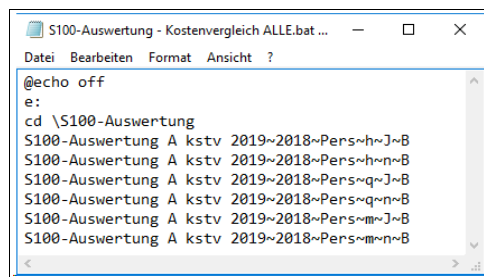 S100-Auswertung - Kostenvergleich ALLE.bat ...
Datei Bearbeiten Format Ansicht ?
@echo off
e:
cd \S100-Auswertung
S100-Auswertung A kstv 2019~2018~Pers~h~J~B
S100-Auswertung A kstv 2019~2018~Pers~h~n~B
S100-Auswertung A kstv 2019~2018~Pers~q~J~B
S100-Auswertung A kstv 2019~2018~Pers~q~n~B
S100-Auswertung A kstv 2019~2018~Pers~m~J~B
S100-Auswertung A kstv 2019~2018~Pers~m~n~B